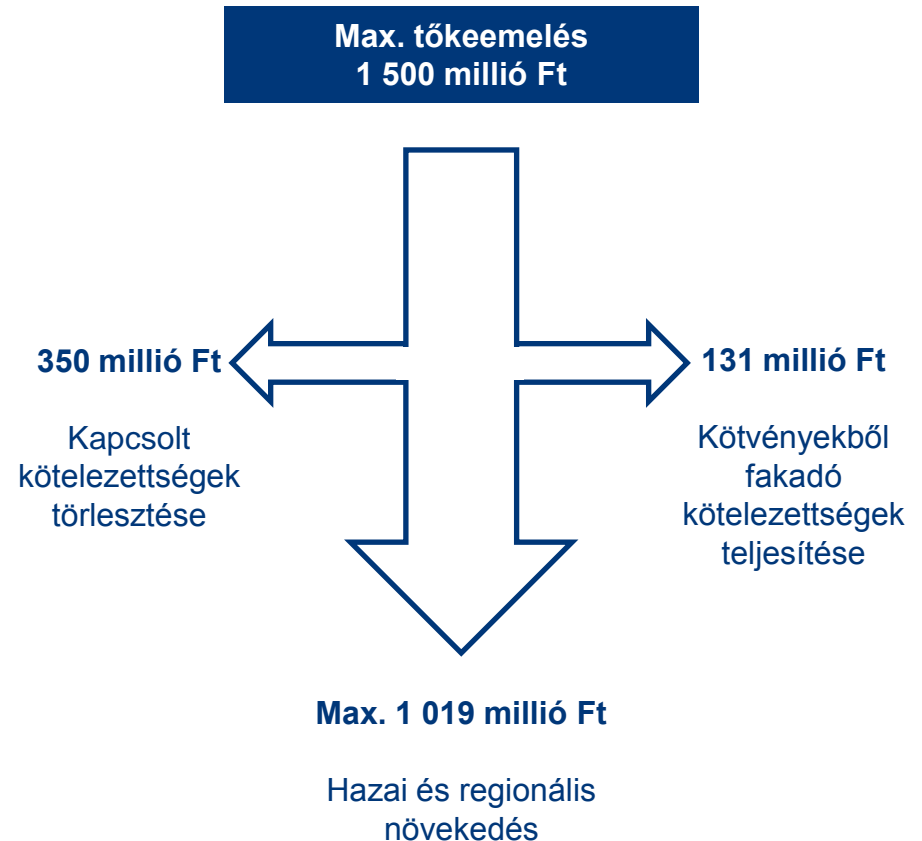 Max. tőkeemelés
1 500 millió Ft
350 millió Ft
Kapcsolt
kötelezettségek
törlesztése
131 millió Ft
Kötvényekből
fakadó
kötelezettségek
teljesítése
Max. 1 019 millió Ft
Hazai és regionális
növekedés